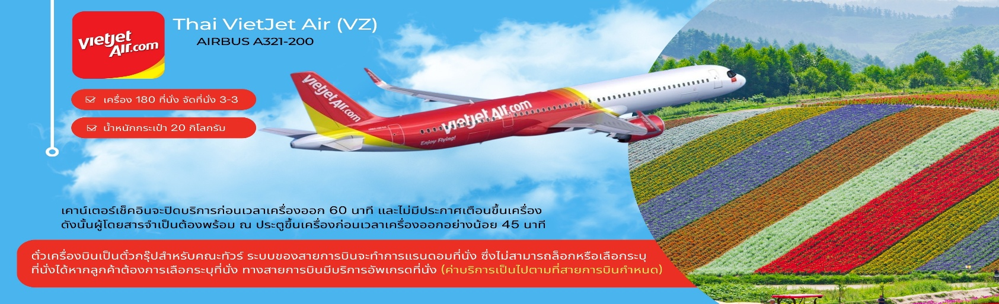 vietjet
Air.com
Thai VietJet Air (VZ)
AIRBUS A321-200
เครื่อง 180 ที่นั่ง จัดที่นั่ง 3-3
น้ำหนักกระเป๋า 20 กิโลกรัม
vietjetAir.com
vietjetAir.com
Enjoy Flying!
เคาน์เตอร์เช็คอินจะปิดบริการก่อนเวลาเครื่องออก 60 นาที และไม่มีประกาศเตือนขึ้นเครื่อง
ดังนั้นผู้โดยสารจำเป็นต้องพร้อม ณ ประตูขึ้นเครื่องก่อนเวลาเครื่องออกอย่างน้อย 45 นาที
ตั๋วเครื่องบินเป็นตั๋วกรุ๊ปสำหรับคณะทัวร์ ระบบของสายการบินจะทำการแรนดอมที่นั่ง ซึ่งไม่สามารถล็อกหรือเลือกระบุ
ที่นั่งได้หากลูกค้าต้องการเลือกระบุที่นั่ง ทางสายการบินมีบริการอัพเกรดที่นั่ง (ค่าบริการเป็นไปตามที่สายการบินกำหนด)